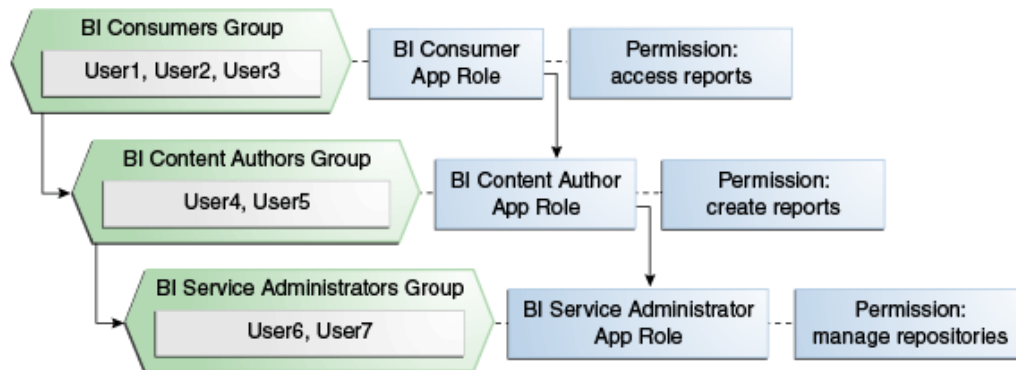 BI Consumers Group
User1, User2, User3
BI Consumer
App Role
Permission:
access reports
BI Content Authors Group
User4, User5
BI Content Author
App Role
Permission:
create reports
BI Service Administrators Group
User6, User7
BI Service Administrator
App Role
Permission:
manage repositories